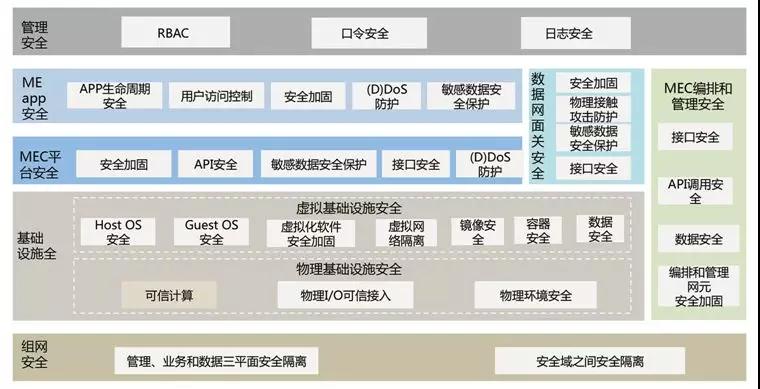 管理
安全
RBAC
口令安全
日志安全
ME
app
安全
APP生命周期
安全
用户访问控制
安全加固
(D)DoS
防护
敏感数据安
全保护
MEC平
台安全
安全加固
API安全
敏感数据安全保护
接口安全
(D)DoS
防护
数据网面关安全
安全加固
物理接触
攻击防护
敏感数据
安全保护
接口安全
MEC编排和
管理安全
接口安全
API调用安
全
数据安全
编排和管理
网元
安全加固
基础
设施全
虚拟基础设施安全
Host OS
安全
Guest OS
安全
虚拟化软件
安全加固
虚拟网
络隔离
镜像安
全
容器
安全
数据
安全
物理基础设施安全
可信计算
物理I/O可信接入
物理环境安全
组网
安全
管理、业务和数据三平面安全隔离
安全域之间安全隔离